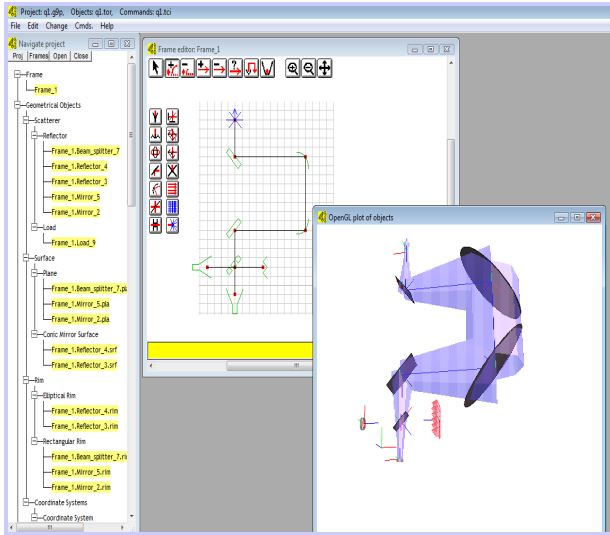 Project: q1.g9p, Objects: q1.tor, Commands: q1.tci
File Edit Change Cmds. Help
Navigate project
Proj Frames Open Close
Frame
Frame_1
Geometrical Objects
Scatterer
Reflector
Frame_1.Beam_splitter_7
Frame_1.Reflector_4
Frame_1.Reflector_3
Frame_1.Mirror_5
Frame_1.Mirror_2
Load
Frame_1.Load_9
Surface
Plane
Frame_1.Beam_splitter_7.pla
Frame_1.Mirror_5.pla
Frame_1.Mirror_2.pla
Conic Mirror Surface
Frame_1.Reflector_4.srf
Frame_1.Reflector_3.srf
Rim
Elliptical Rim
Frame_1.Reflector_4.rim
Frame_1.Reflector_3.rim
Rectangular Rim
Frame_1.Beam_splitter_7.rim
Frame_1.Mirror_5.rim
Frame_1.Mirror_2.rim
Coordinate Systems
Coordinate System
Frame editor: Frame_1
OpenGL plot of objects